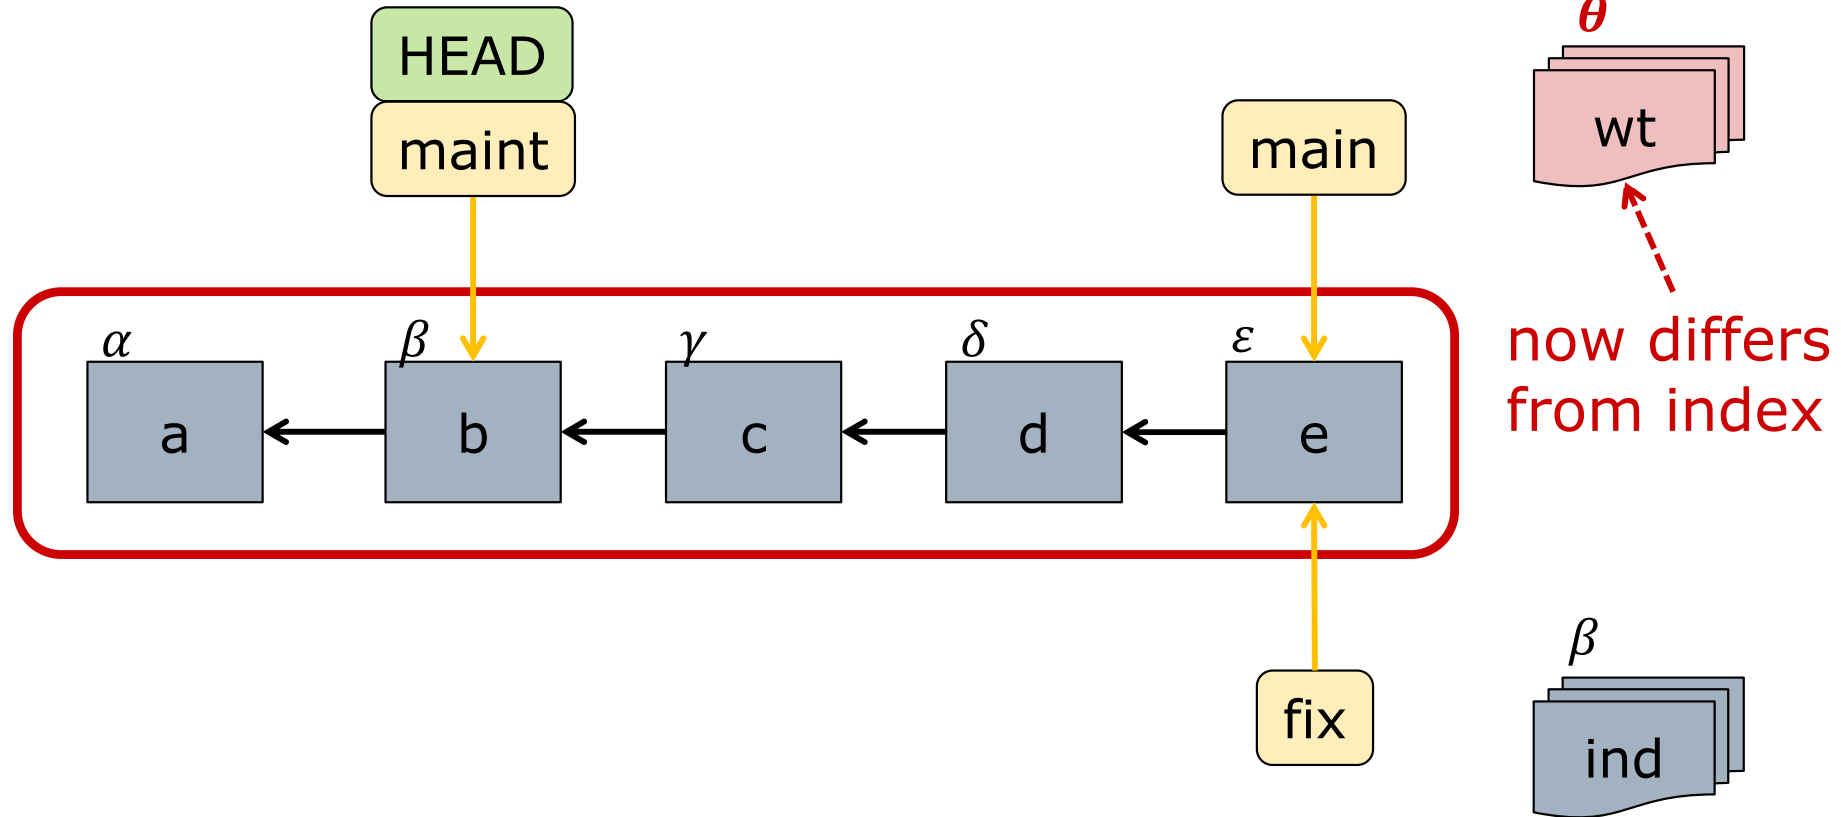 θ
HEAD
maint
main
wt
α
β
γ
δ
ε
now differs
from index
a
b
c
d
e
β
fix
ind